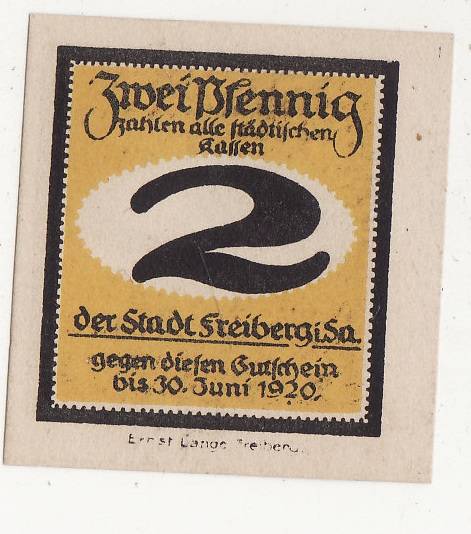 Zwei Pfennig
zahlen alle städtischen
Kassen
2
der Stadt Freiberg i. Sa.
gegen diesen Gutschein
bis 30. Juni 1920.
Ernst Lange Freiberg.